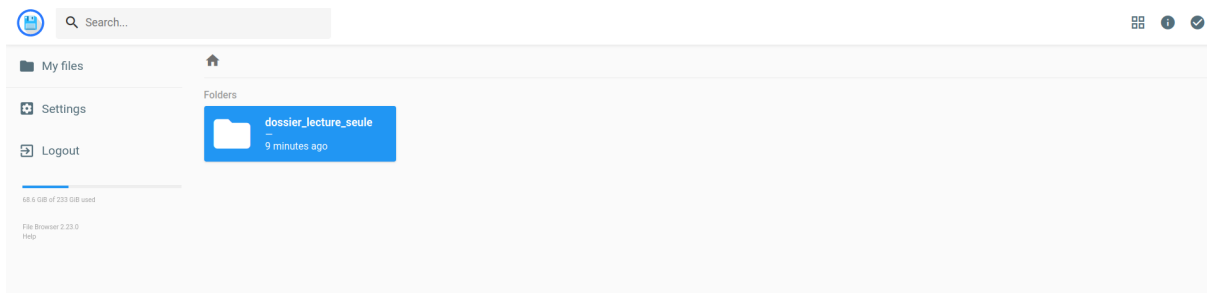 Search...
My files
Settings
Logout
68.6 GiB of 233 GiB used
File Browser 2.23.0
Help
Folders
dossier_lecture_seule
—
9 minutes ago